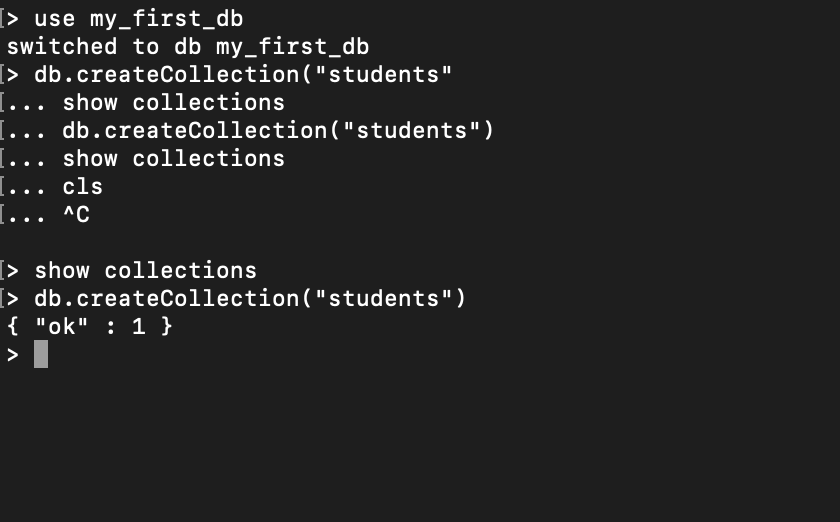 [> use my_first_db
switched to db my_first_db
[> db.createCollection("students"
[... show collections
[... db.createCollection("students")
[... show collections
[... cls
[... ^C
[> show collections
[> db.createCollection("students")
{ "ok" : 1 }
>